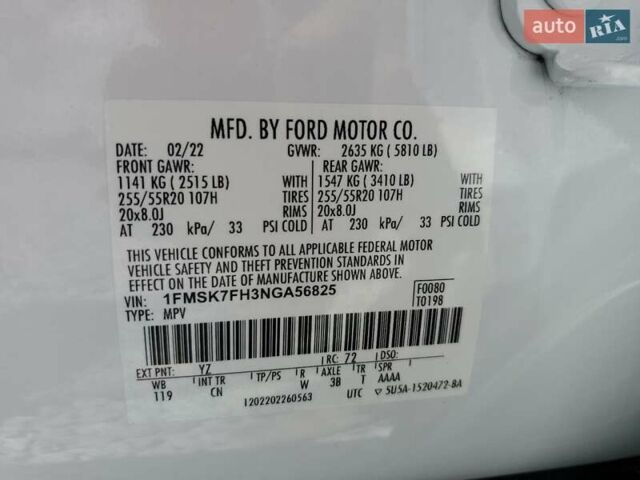 auto RIA .com
MFD. BY FORD MOTOR CO.
DATE: 02/22 GVWR: 2635 KG ( 5810 LB)
FRONT GAWR: REAR GAWR:
1141 KG ( 2515 LB) WITH 1547 KG ( 3410 LB) WITH
255/55R20 107H TIRES 255/55R20 107H TIRES
20x8.0J RIMS 20x8.0J RIMS
AT 230 kPa/ 33 PSI COLD AT 230 kPa/ 33 PSI COLD
THIS VEHICLE CONFORMS TO ALL APPLICABLE FEDERAL MOTOR
VEHICLE SAFETY AND THEFT PREVENTION STANDARDS IN
EFFECT ON THE DATE OF MANUFACTURE SHOWN ABOVE.
VIN: 1FMSK7FH3NGA56825 F0080
TYPE: MPV T0198
EXT PNT: YZ RC: 72 DSO:
WB INT TR TP/PS R AXLE TR SPR
119 CN W 3B T AAAA
1202202260563 UTC ▽ 5U5A-1520472-BA